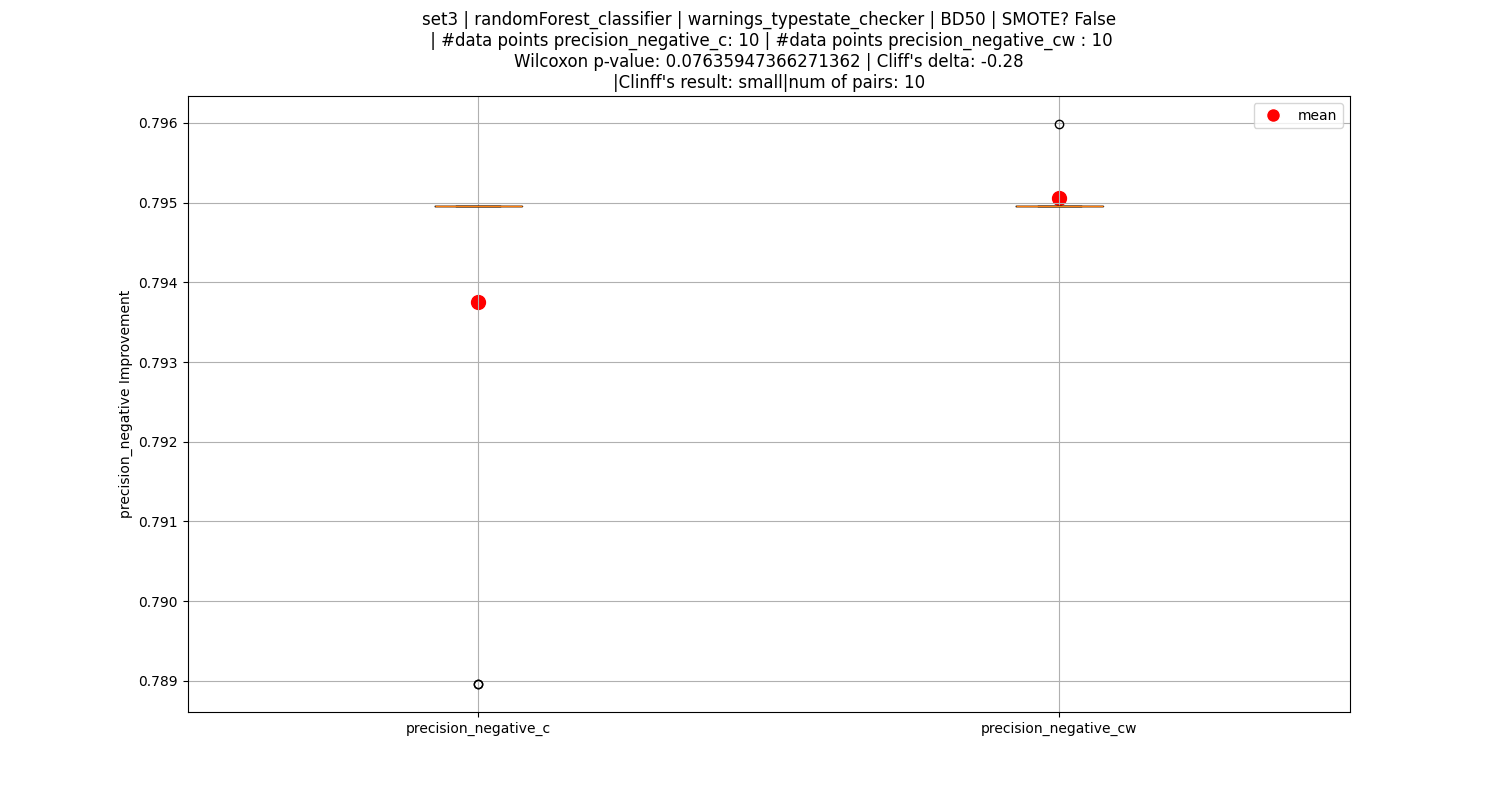 set3 | randomForest_classifier | warnings_typestate_checker | BD50 | SMOTE? False
| #data points precision_negative_c: 10 | #data points precision_negative_cw : 10
Wilcoxon p-value: 0.07635947366271362 | Cliff's delta: -0.28
|Clinff's result: small|num of pairs: 10
mean
0.796
0.795
0.794
0.793
0.792
0.791
0.790
0.789
precision_negative Improvement
precision_negative_c
precision_negative_cw